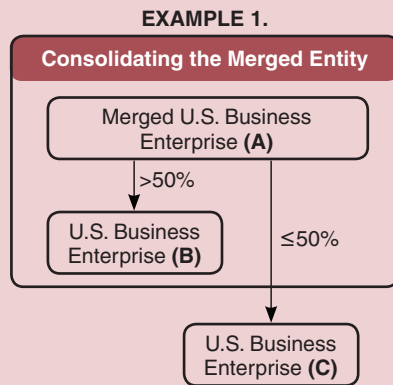 EXAMPLE 1.
Consolidating the Merged Entity
Merged U.S. Business
Enterprise (A)
>50%
U.S. Business
Enterprise (B)
≤50%
U.S. Business
Enterprise (C)